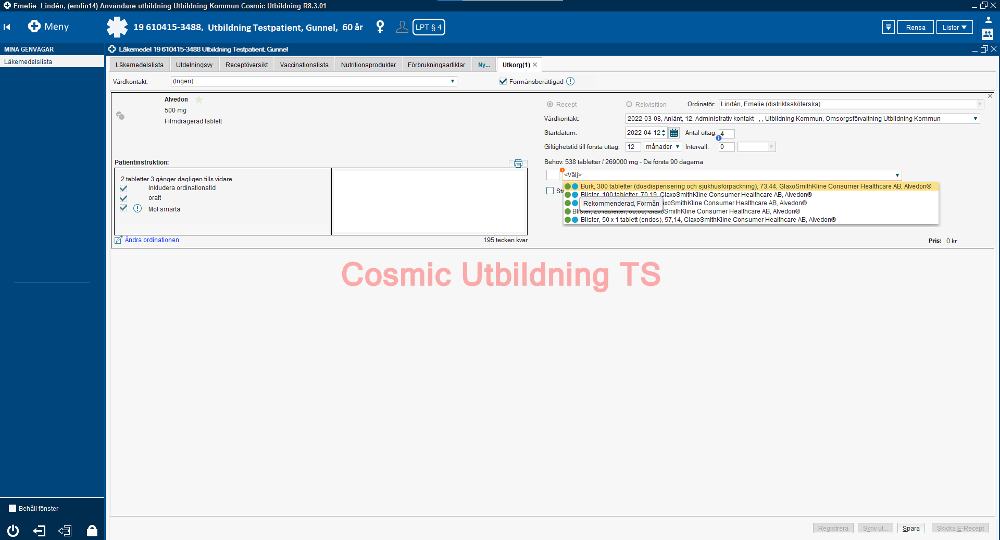 Emelie Lindén, (emlin14) Användare utbildning Utbildning Kommun Cosmic Utbildning R8.3.01
Meny
19 610415-3488, Utbildning Testpatient, Gunnel, 60 år
LPT § 4
Rensa
Listor
MINA GENVÄGAR
Läkemedelslista
Läkemedel 19 610415-3488 Utbildning Testpatient, Gunnel
Läkemedelslista
Utdelningsvy
Receptöversikt
Vaccinationslista
Nutritionsprodukter
Förbrukningsartiklar
Ny...
Utkorg(1)
Vårdkontakt:
(Ingen)
Förmånsberättigad
Alvedon
500 mg
Filmdragerad tablett
Recept
Rekvisition
Ordinatör:
Lindén, Emelie (distriktssköterska)
Vårdkontakt:
2022-03-08, Anlänt, 12. Administrativ kontakt - , , Utbildning Kommun, Omsorgsförvaltning Utbildning Kommun
Startdatum:
2022-04-12
Antal uttag:
4
Giltighetstid till första uttag:
12
månader
Intervall:
0
Behov: 538 tabletter / 269000 mg - De första 90 dagarna
<Välj>
Burk, 300 tabletter (dosdispensering och sjukhusförpackning), 73,44, GlaxoSmithKline Consumer Healthcare AB, Alvedon®
Blister, 100 tabletter, 70,19, GlaxoSmithKline Consumer Healthcare AB, Alvedon®
Rekommenderad, Förmån
axoSmithKline Consumer Healthcare AB, Alvedon®
Blister, 20 tabletter, GlaxoSmithKline Consumer Healthcare AB, Alvedon®
Blister, 50 x 1 tablett (endos), 57,14, GlaxoSmithKline Consumer Healthcare AB, Alvedon®
Patientinstruktion:
2 tabletter 3 gånger dagligen tills vidare
Inkludera ordinationstid
oralt
Mot smärta
Ändra ordinationen
195 tecken kvar
Pris: 0 kr
Cosmic Utbildning TS
Behåll fönster
Registrera
Skriv ut...
Spara
Skicka E-Recept